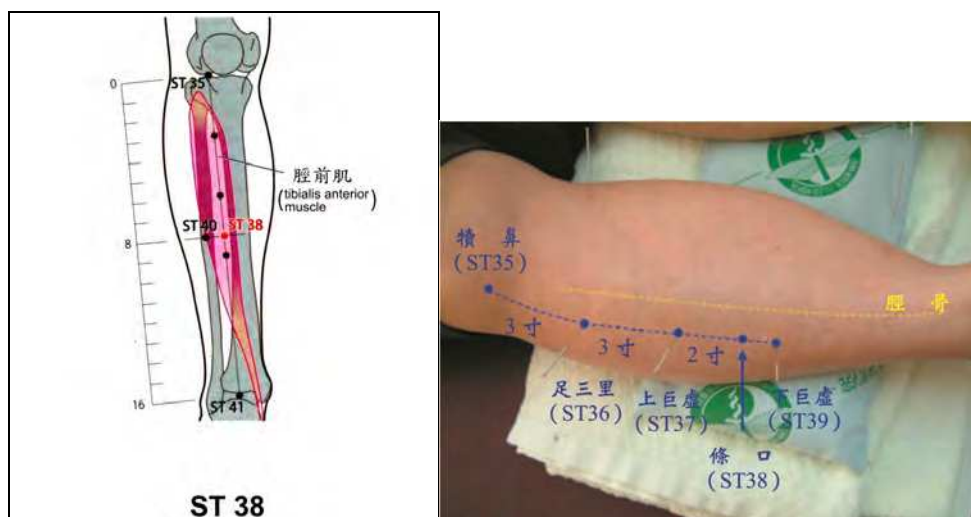 0
ST 35
脛前肌
(tibialis anterior
muscle)
ST 40
ST 38
8
ST 41
16
ST 38
犢 鼻
(ST35)
脛 骨
3 寸
3 寸
2 寸
足三里
(ST36)
上巨虛
(ST37)
下巨虛
(ST39)
條 口
(ST38)